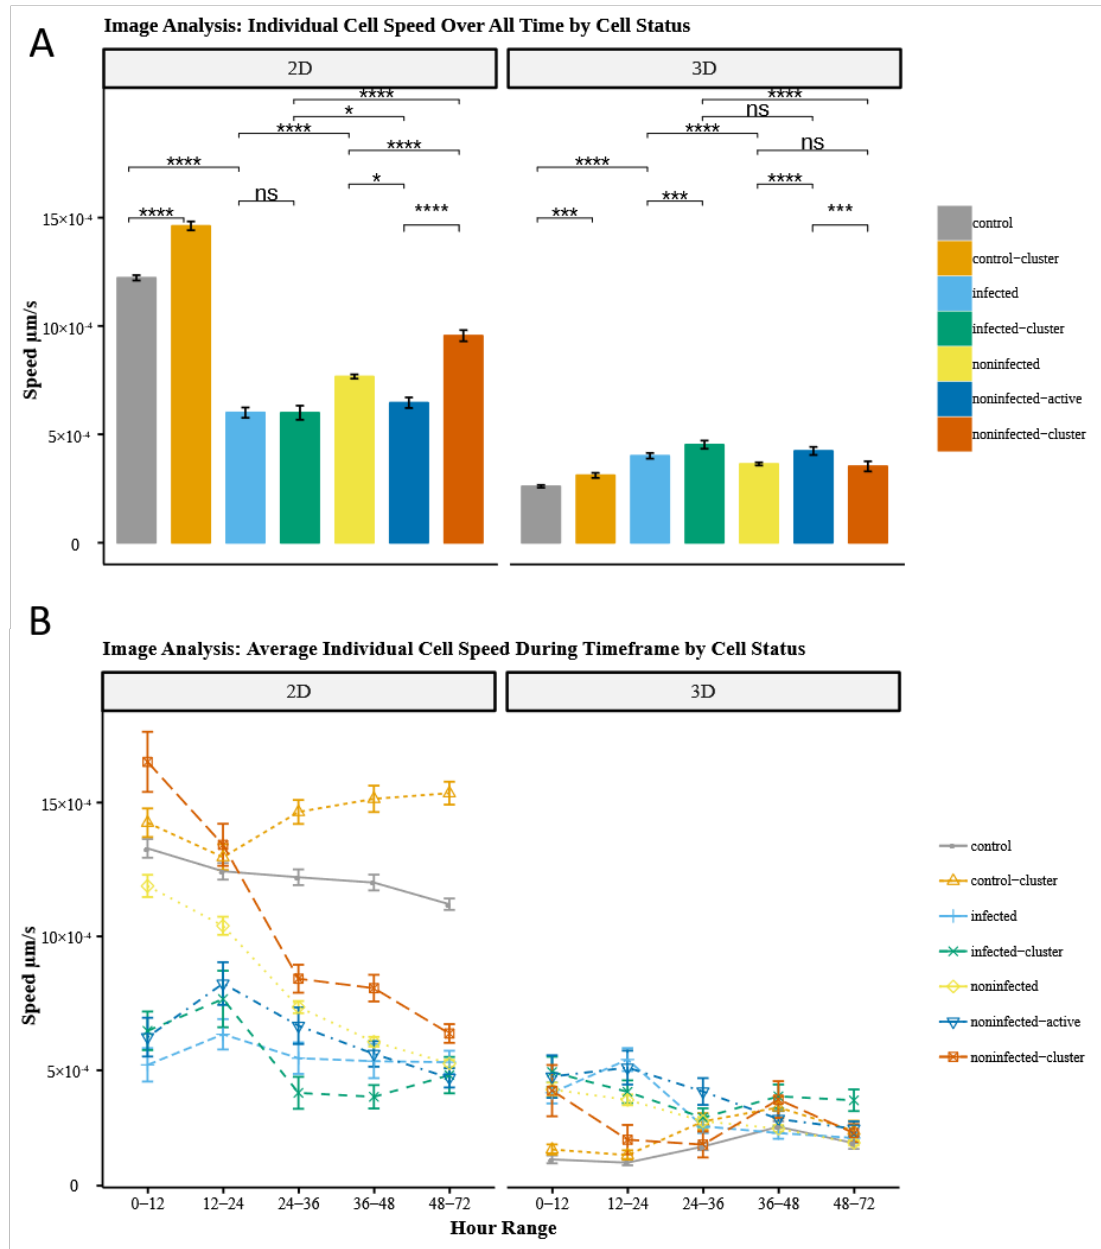 A
Image Analysis: Individual Cell Speed Over All Time by Cell Status
2D
3D
****
*
****
****
****
*
ns
****
****
****
ns
****
ns
****
****
***
***
***
15×10⁻⁴
10×10⁻⁴
5×10⁻⁴
0
Speed µm/s
control
control−cluster
infected
infected−cluster
noninfected
noninfected−active
noninfected−cluster
B
Image Analysis: Average Individual Cell Speed During Timeframe by Cell Status
2D
3D
15×10⁻⁴
10×10⁻⁴
5×10⁻⁴
0
Speed µm/s
control
control−cluster
infected
infected−cluster
noninfected
noninfected−active
noninfected−cluster
0−12
12−24
24−36
36−48
48−72
0−12
12−24
24−36
36−48
48−72
Hour Range